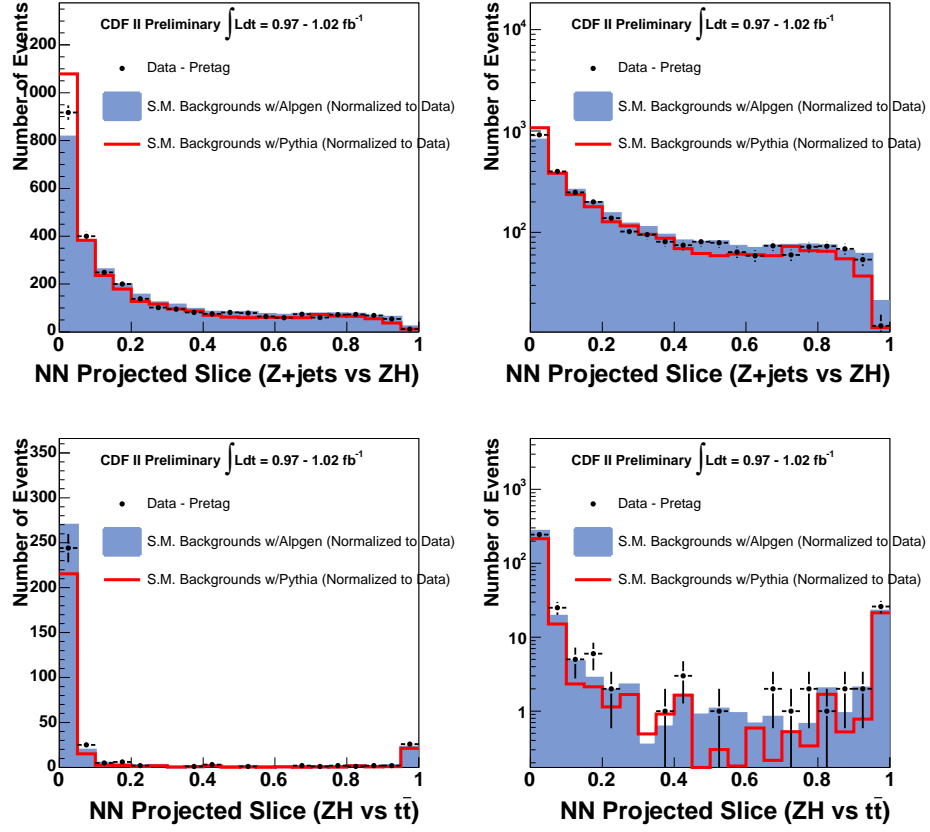 CDF II Preliminary ∫ Ldt = 0.97 - 1.02 fb⁻¹
Data - Pretag
S.M. Backgrounds w/Alpgen (Normalized to Data)
S.M. Backgrounds w/Pythia (Normalized to Data)
Number of Events
1200
1000
800
600
400
200
0
0 0.2 0.4 0.6 0.8 1
NN Projected Slice (Z+jets vs ZH)
CDF II Preliminary ∫ Ldt = 0.97 - 1.02 fb⁻¹
Data - Pretag
S.M. Backgrounds w/Alpgen (Normalized to Data)
S.M. Backgrounds w/Pythia (Normalized to Data)
Number of Events
10³
10²
0 0.2 0.4 0.6 0.8 1
NN Projected Slice (Z+jets vs ZH)
CDF II Preliminary ∫ Ldt = 0.97 - 1.02 fb⁻¹
Data - Pretag
S.M. Backgrounds w/Alpgen (Normalized to Data)
S.M. Backgrounds w/Pythia (Normalized to Data)
Number of Events
350
300
250
200
150
100
50
0
0 0.2 0.4 0.6 0.8 1
NN Projected Slice (ZH vs tt̄)
CDF II Preliminary ∫ Ldt = 0.97 - 1.02 fb⁻¹
Data - Pretag
S.M. Backgrounds w/Alpgen (Normalized to Data)
S.M. Backgrounds w/Pythia (Normalized to Data)
Number of Events
10³
10²
10
1
0 0.2 0.4 0.6 0.8 1
NN Projected Slice (ZH vs tt̄)